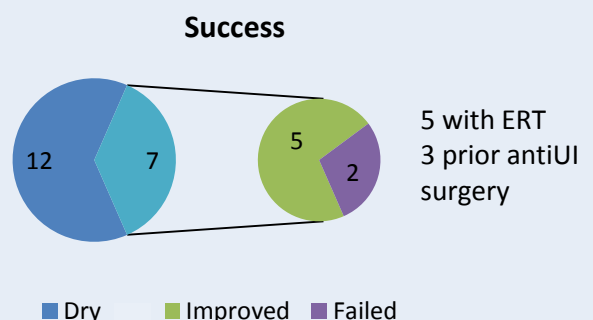 Success
12
7
5
2
5 with ERT
3 prior antiUI
surgery
Dry Improved Failed